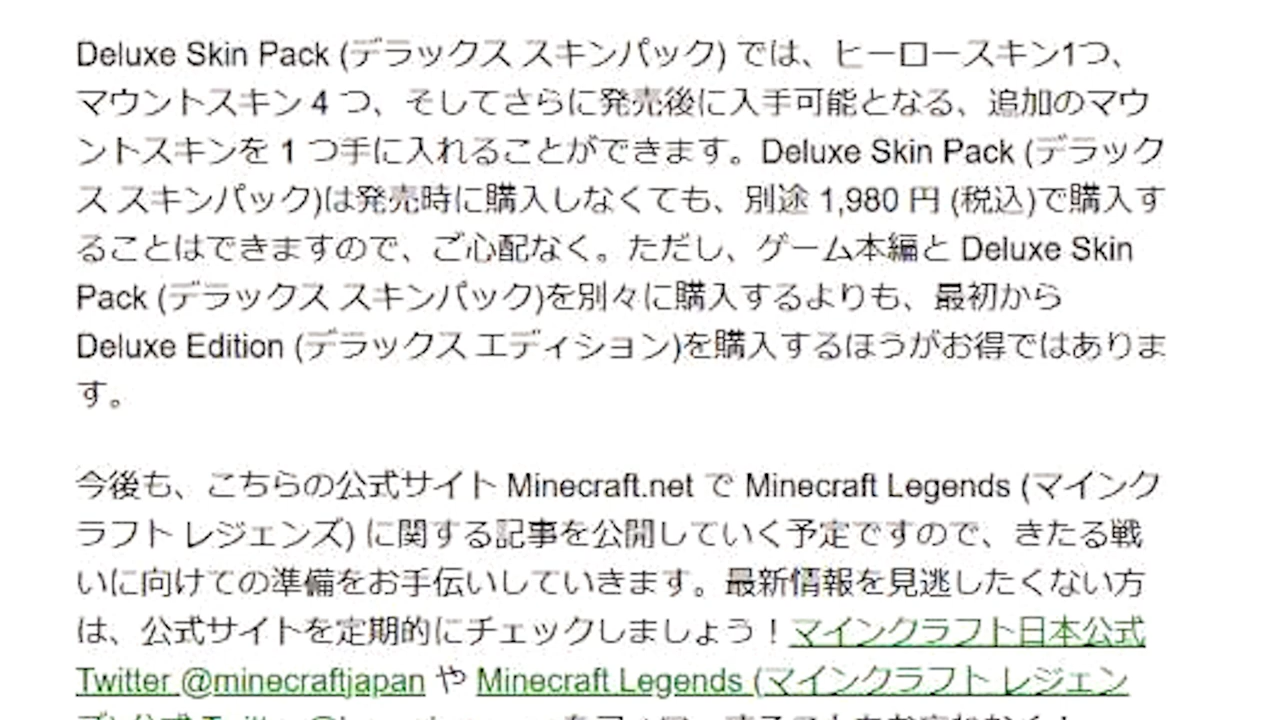 Deluxe Skin Pack (デラックス スキンパック) では、ヒーロースキン1つ、
マウントスキン 4 つ、そしてさらに発売後に入手可能となる、追加のマウ
ントスキンを 1 つ手に入れることができます。Deluxe Skin Pack (デラック
ス スキンパック)は発売時に購入しなくても、別途 1,980 円 (税込)で購入す
ることはできますので、ご心配なく。ただし、ゲーム本編と Deluxe Skin
Pack (デラックス スキンパック)を別々に購入するよりも、最初から
Deluxe Edition (デラックス エディション)を購入するほうがお得ではありま
す。
今後も、こちらの公式サイト Minecraft.net で Minecraft Legends (マインク
ラフト レジェンズ) に関する記事を公開していく予定ですので、きたる戦
いに向けての準備をお手伝いしていきます。最新情報を見逃したくない方
は、公式サイトを定期的にチェックしましょう！マインクラフト日本公式
Twitter @minecraftjapan や Minecraft Legends (マインクラフト レジェン